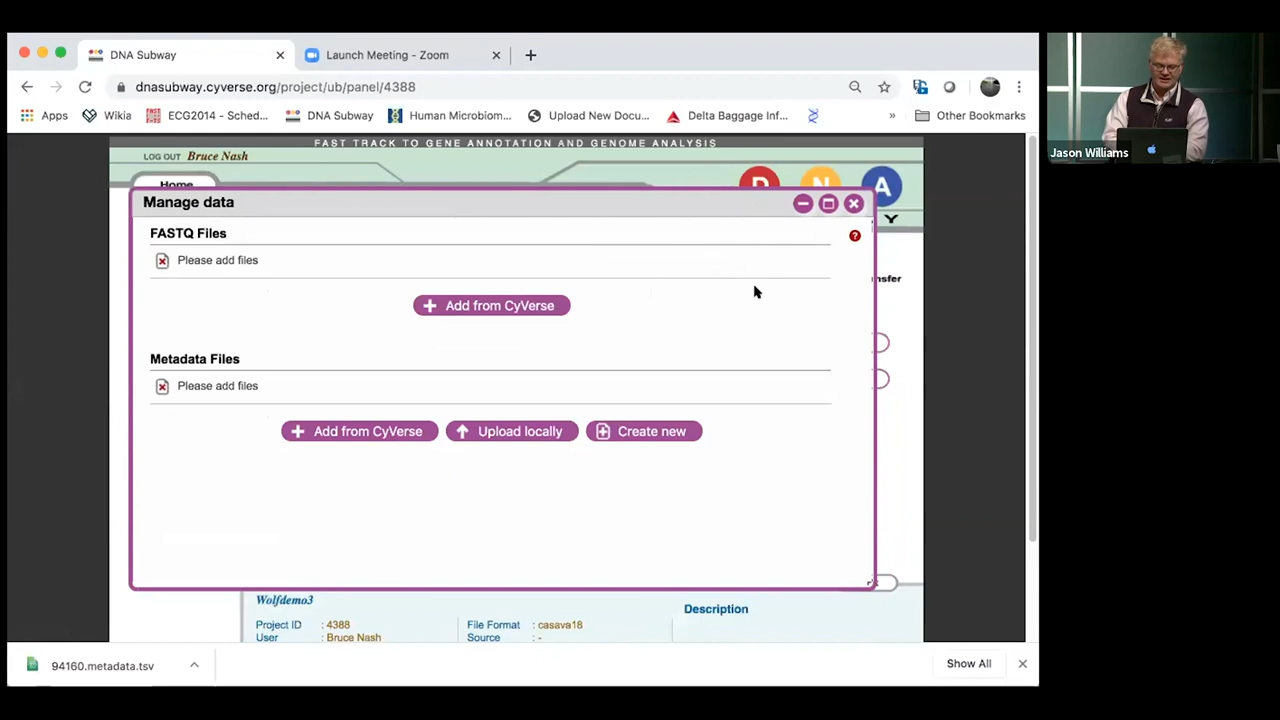 DNA Subway
Launch Meeting - Zoom
dnasubway.cyverse.org/project/ub/panel/4388
Apps
Wikia
ECG2014 - Sched...
DNA Subway
Human Microbiom...
Upload New Docu...
Delta Baggage Inf...
»
Other Bookmarks
Jason Williams
FAST TRACK TO GENE ANNOTATION AND GENOME ANALYSIS
LOG OUT Bruce Nash
Home
D N A
Y
Manage data
FASTQ Files
?
Please add files
nsfer
+ Add from CyVerse
Metadata Files
Please add files
+ Add from CyVerse
Upload locally
Create new
Wolfdemo3
Description
Project ID : 4388
File Format : casava18
User : Bruce Nash
Source : -
94160.metadata.tsv
Show All